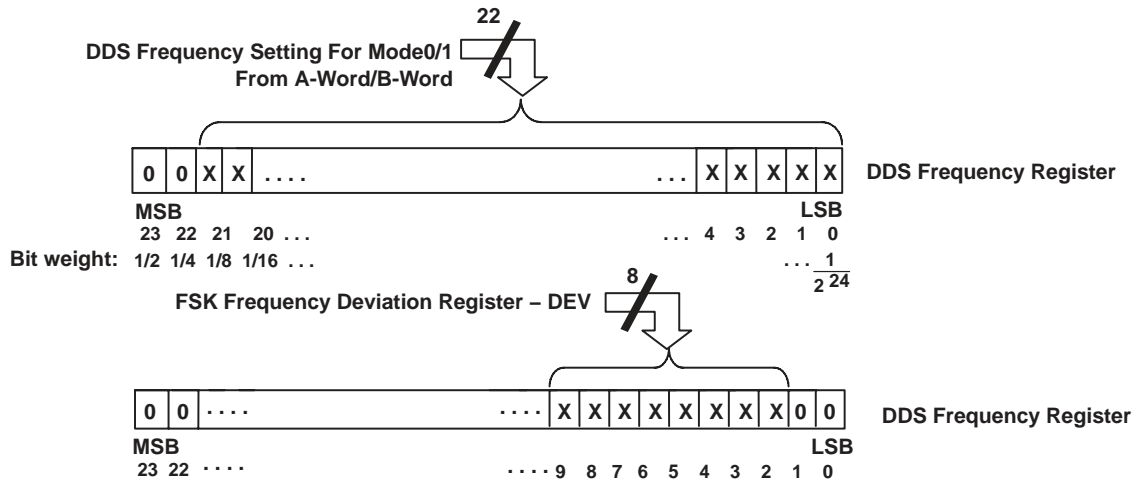 22
DDS Frequency Setting For Mode0/1
From A-Word/B-Word
0 0 X X .... ... X X X X X DDS Frequency Register
MSB LSB
23 22 21 20 ... ... 4 3 2 1 0
Bit weight: 1/2 1/4 1/8 1/16 ... ... 1/2^24
8
FSK Frequency Deviation Register – DEV
0 0 .... .... X X X X X X X X 0 0 DDS Frequency Register
MSB LSB
23 22 .... .... 9 8 7 6 5 4 3 2 1 0